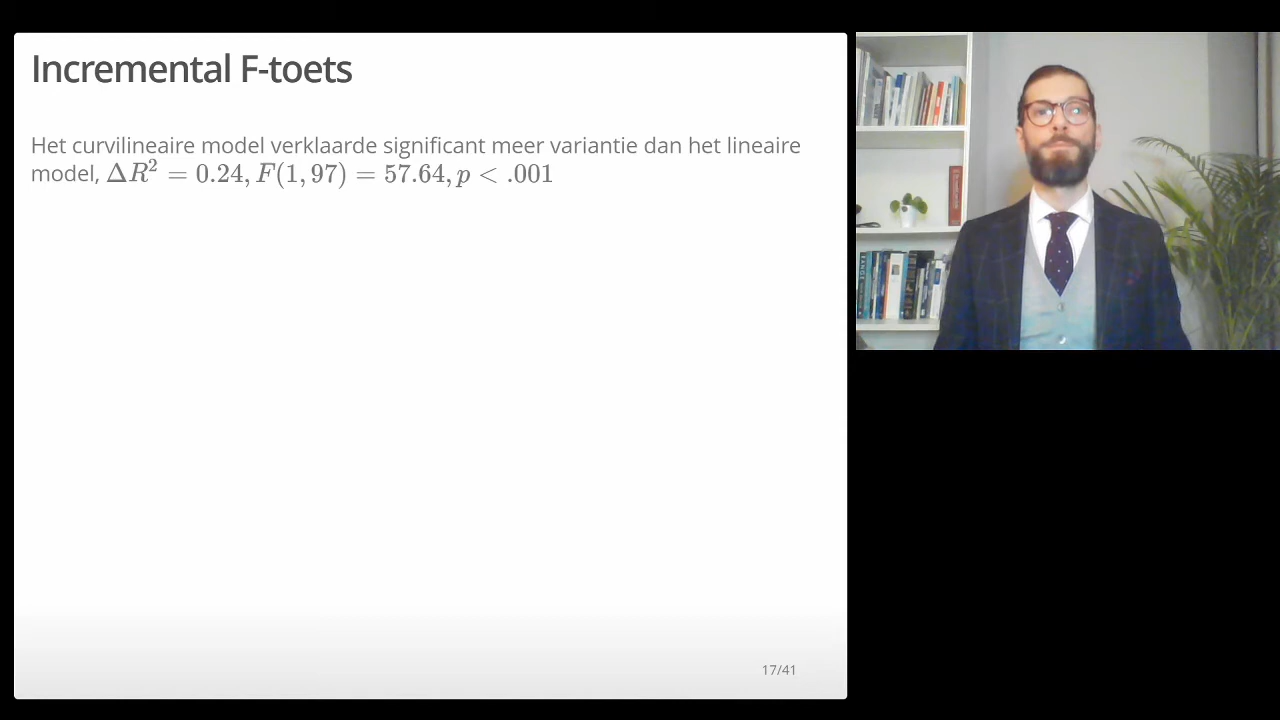 Incremental F-toets
Het curvilineaire model verklaarde significant meer variantie dan het lineaire
model, ΔR² = 0.24, F(1, 97) = 57.64, p < .001
17/41